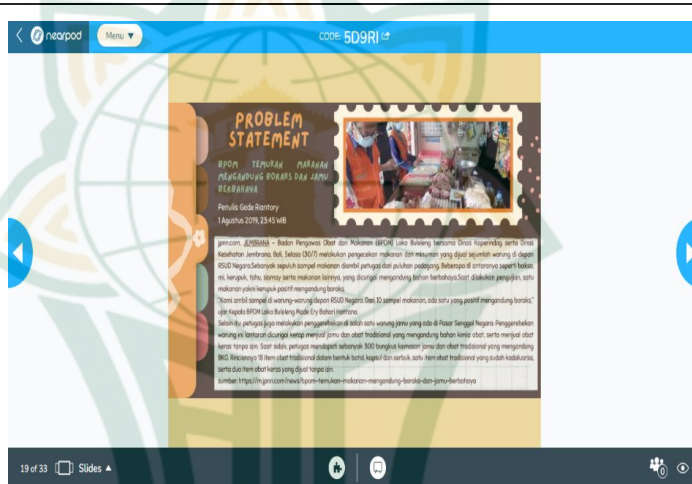 nearpod
Menu ▼
CODE: 5D9RI
PROBLEM
STATEMENT
BPOM TEMUKAN MAKANAN
MENGANDUNG BORAKS DAN JAMU
BERBAHAYA
Penulis: Gede Riantory
1 Agustus 2019, 23:45 WIB
jpnn.com, JEMBRANA - Badan Pengawas Obat dan Makanan (BPOM) Loka Buleleng bersama Dinas Koperindag serta Dinas
Kesehatan Jembrana, Bali, Selasa (30/7) melakukan pengecekan makanan dan minuman yang dijual sejumlah warung di depan
RSUD Negara.Sebanyak sepuluh sampel makanan diambil petugas dari puluhan pedagang. Beberapa di antaranya seperti bakso,
mi, kerupuk, tahu, siomay serta makanan lainnya, yang dicurigai mengandung bahan berbahaya.Saat dilakukan pengujian, satu
makanan yakni kerupuk positif mengandung boraks.
"Kami ambil sampel di warung-warung depan RSUD Negara. Dari 10 sampel makanan, ada satu yang positif mengandung boraks,"
ujar Kepala BPOM Loka Buleleng Made Ery Bahari Hantana.
Selain itu, petugas juga melakukan penggerebekan di salah satu warung jamu yang ada di Pasar Senggol Negara. Penggerebekan
warung ini lantaran dicurigai kerap menjual jamu dan obat tradisional yang mengandung bahan kimia obat, serta menjual obat
keras tanpa izin. Saat sidak, petugas mendapati sebanyak 300 bungkus kemasan jamu dan obat tradisional yang mengandung
BKO. Rinciannya 18 item obat tradisional dalam bentuk botol, kapsul dan serbuk, satu item obat tradisional yang sudah kadaluarsa,
serta dua item obat keras yang dijual tanpa izin.
sumber: https://m.jpnn.com/news/bpom-temukan-makanan-mengandung-boraks-dan-jamu-berbahaya
19 of 33 Slides ▲
0